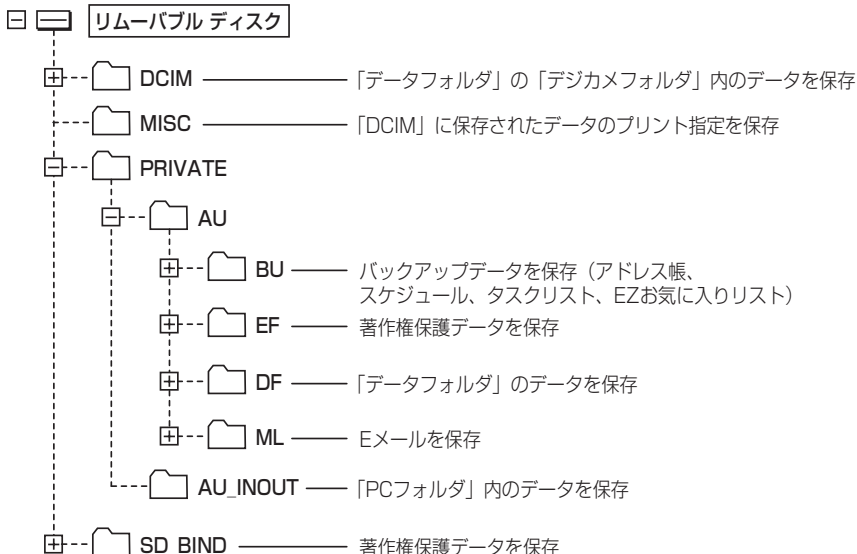 リムーバブル ディスク
DCIM 「データフォルダ」の「デジカメフォルダ」内のデータを保存
MISC 「DCIM」に保存されたデータのプリント指定を保存
PRIVATE
AU
BU バックアップデータを保存（アドレス帳、
スケジュール、タスクリスト、EZお気に入りリスト）
EF 著作権保護データを保存
DF 「データフォルダ」のデータを保存
ML Eメールを保存
AU_INOUT 「PCフォルダ」内のデータを保存
SD_BIND 著作権保護データを保存